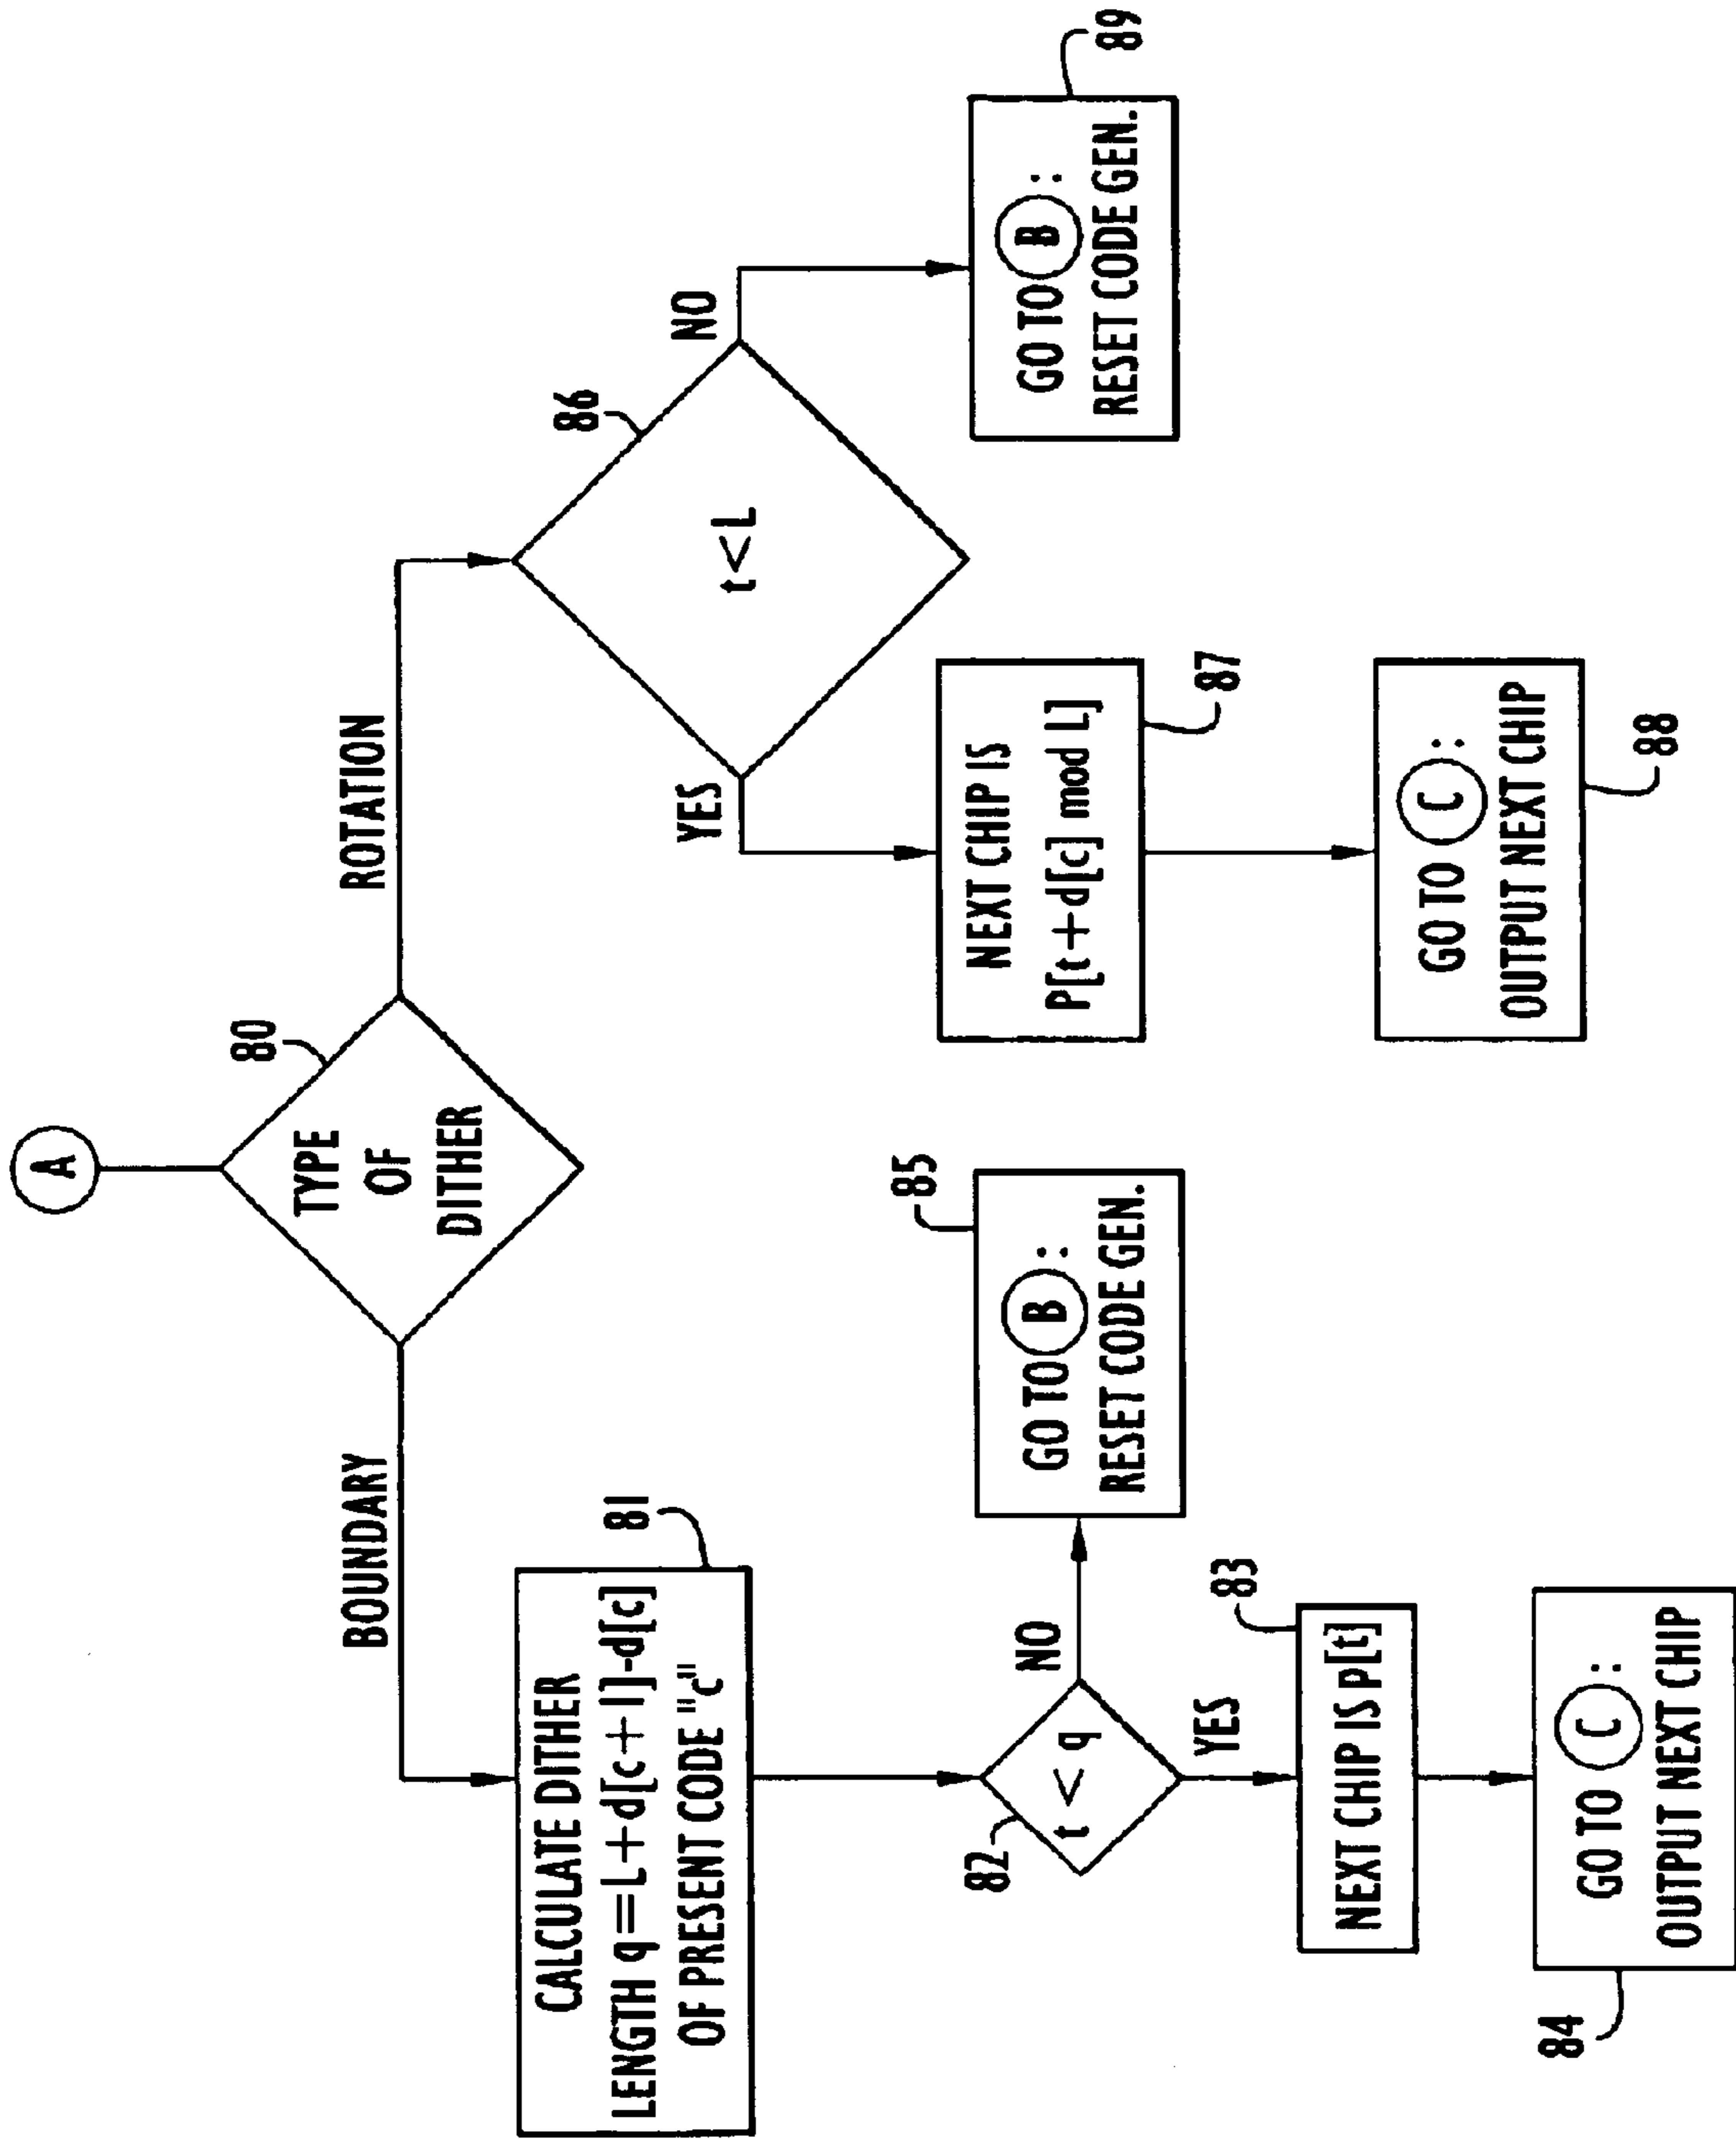 A
80
TYPE
OF
DITHER
BOUNDARY
ROTATION
81
CALCULATE DITHER
LENGTH q=L+d[c+1]-d[c]
OF PRESENT CODE "c"
82
t < q
NO
85
GO TO B :
RESET CODE GEN.
YES
83
NEXT CHIP IS p[t]
84
GO TO C :
OUTPUT NEXT CHIP
86
t<L
YES
NEXT CHIP IS
P[t+d[c] mod L]
87
GO TO C :
OUTPUT NEXT CHIP
88
NO
GO TO B :
RESET CODE GEN.
89